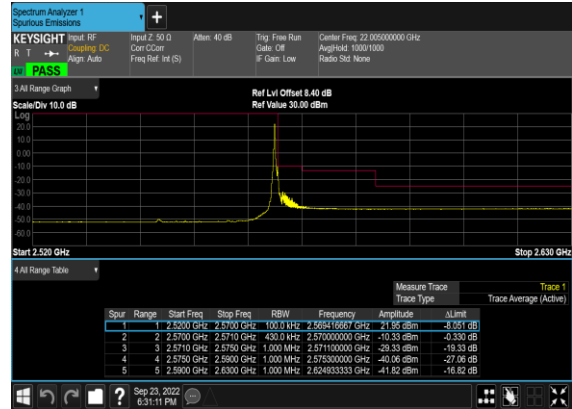 Spectrum Analyzer 1
Spurious Emissions
KEYSIGHT
R T
LM PASS
Input: RF
Coupling: DC
Align: Auto
Input Z: 50 Ω
Corr CCorr
Freq Ref: Int (S)
Atten: 40 dB
Trig: Free Run
Gate: Off
IF Gain: Low
Center Freq: 22.005000000 GHz
Avg|Hold: 1000/1000
Radio Std: None
3 All Range Graph
Scale/Div 10.0 dB
Ref Lvl Offset 8.40 dB
Ref Value 30.00 dBm
Log
20.0
10.0
0.00
-10.0
-20.0
-30.0
-40.0
-50.0
-60.0
Start 2.520 GHz
Stop 2.630 GHz
4 All Range Table
Measure Trace Trace 1
Trace Type Trace Average (Active)
Spur Range Start Freq Stop Freq RBW Frequency Amplitude ΔLimit
1 1 2.5200 GHz 2.5700 GHz 100.0 kHz 2.569416667 GHz 21.95 dBm -8.051 dB
2 2 2.5700 GHz 2.5710 GHz 430.0 kHz 2.570000000 GHz -10.33 dBm -0.330 dB
3 3 2.5710 GHz 2.5750 GHz 1.000 MHz 2.571100000 GHz -29.33 dBm -19.33 dB
4 4 2.5750 GHz 2.5900 GHz 1.000 MHz 2.575300000 GHz -40.06 dBm -27.06 dB
5 5 2.5900 GHz 2.6300 GHz 1.000 MHz 2.624933333 GHz -41.82 dBm -16.82 dB
?
Sep 23, 2022
6:31:11 PM